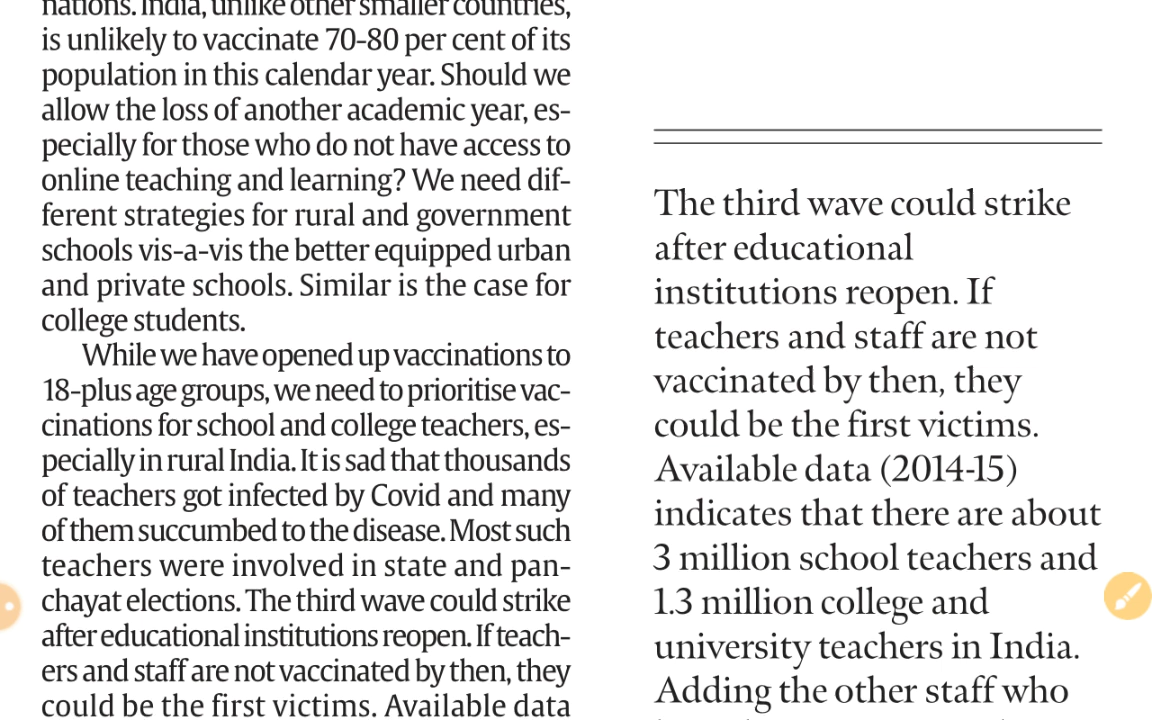 nations. India, unlike other smaller countries,
is unlikely to vaccinate 70-80 per cent of its
population in this calendar year. Should we
allow the loss of another academic year, es-
pecially for those who do not have access to
online teaching and learning? We need dif-
ferent strategies for rural and government
schools vis-a-vis the better equipped urban
and private schools. Similar is the case for
college students.
While we have opened up vaccinations to
18-plus age groups, we need to prioritise vac-
cinations for school and college teachers, es-
pecially in rural India. It is sad that thousands
of teachers got infected by Covid and many
of them succumbed to the disease. Most such
teachers were involved in state and pan-
chayat elections. The third wave could strike
after educational institutions reopen. If teach-
ers and staff are not vaccinated by then, they
could be the first victims. Available data
The third wave could strike
after educational
institutions reopen. If
teachers and staff are not
vaccinated by then, they
could be the first victims.
Available data (2014-15)
indicates that there are about
3 million school teachers and
1.3 million college and
university teachers in India.
Adding the other staff who